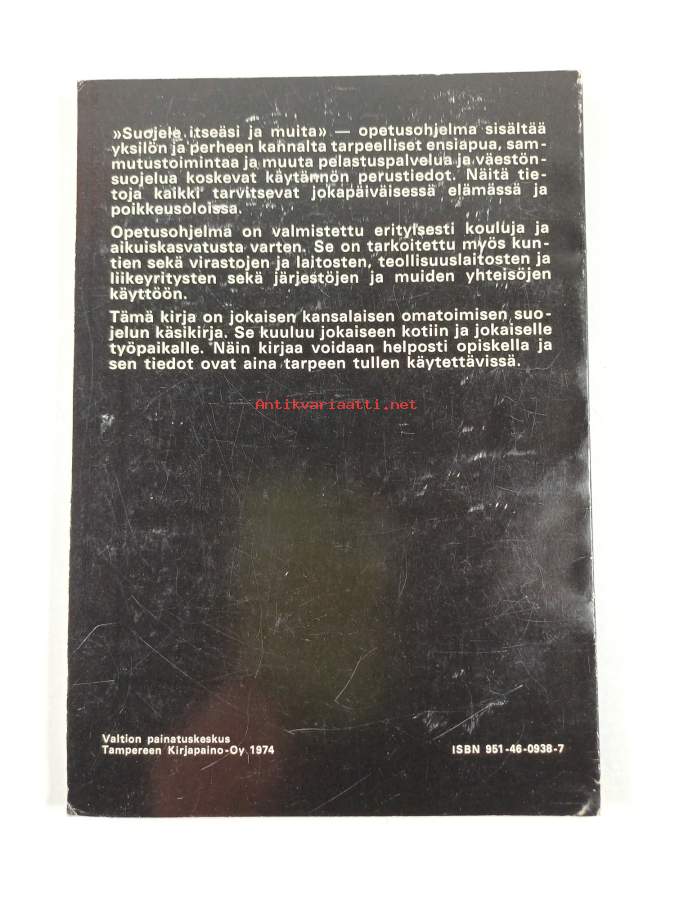 »Suojele itseäsi ja muita» — opetusohjelma sisältää
yksilön ja perheen kannalta tarpeelliset ensiapua, sam-
mutustoimintaa ja muuta pelastuspalvelua ja väestön-
suojelua koskevat käytännön perustiedot. Näitä tie-
toja kaikki tarvitsevat jokapäiväisessä elämässä ja
poikkeusoloissa.
Opetusohjelma on valmistettu erityisesti kouluja ja
aikuiskasvatusta varten. Se on tarkoitettu myös kun-
tien sekä virastojen ja laitosten, teollisuuslaitosten ja
liikeyritysten sekä järjestöjen ja muiden yhteisöjen
käyttöön.
Tämä kirja on jokaisen kansalaisen omatoimisen suo-
jelun käsikirja. Se kuuluu jokaiseen kotiin ja jokaiselle
työpaikalle. Näin kirjaa voidaan helposti opiskella ja
sen tiedot ovat aina tarpeen tullen käytettävissä.
Antikvariaatti.net
Valtion painatuskeskus
Tampereen Kirjapaino-Oy 1974
ISBN 951-46-0938-7